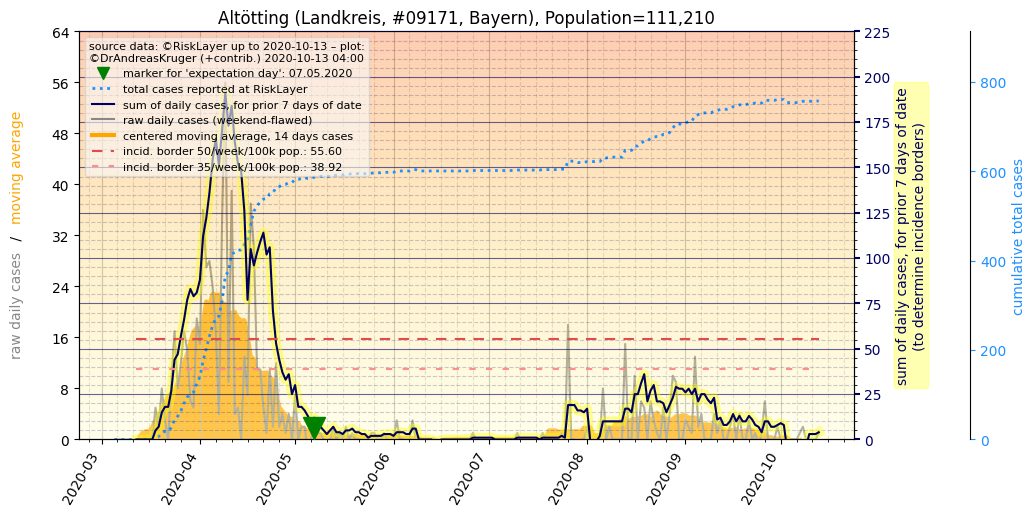 Altötting (Landkreis, #09171, Bayern), Population=111,210
source data: ©RiskLayer up to 2020-10-13 – plot:
©DrAndreasKruger (+contrib.) 2020-10-13 04:00
marker for 'expectation day': 07.05.2020
total cases reported at RiskLayer
sum of daily cases, for prior 7 days of date
raw daily cases (weekend-flawed)
centered moving average, 14 days cases
incid. border 50/week/100k pop.: 55.60
incid. border 35/week/100k pop.: 38.92
raw daily cases / moving average
64
56
48
40
32
24
16
8
0
225
200
175
150
125
100
75
50
25
0
sum of daily cases, for prior 7 days of date
(to determine incidence borders)
800
600
400
200
0
cumulative total cases
2020-03
2020-04
2020-05
2020-06
2020-07
2020-08
2020-09
2020-10